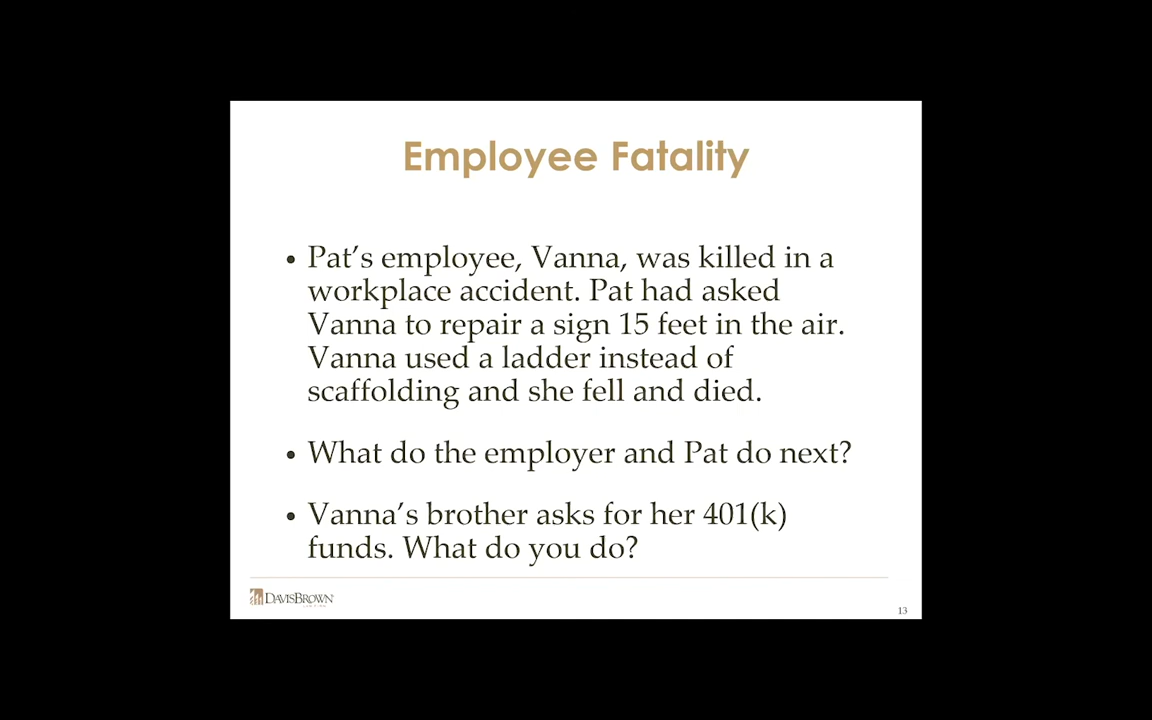 Employee Fatality
• Pat’s employee, Vanna, was killed in a
workplace accident. Pat had asked
Vanna to repair a sign 15 feet in the air.
Vanna used a ladder instead of
scaffolding and she fell and died.
• What do the employer and Pat do next?
• Vanna’s brother asks for her 401(k)
funds. What do you do?
DAVISBROWN
13